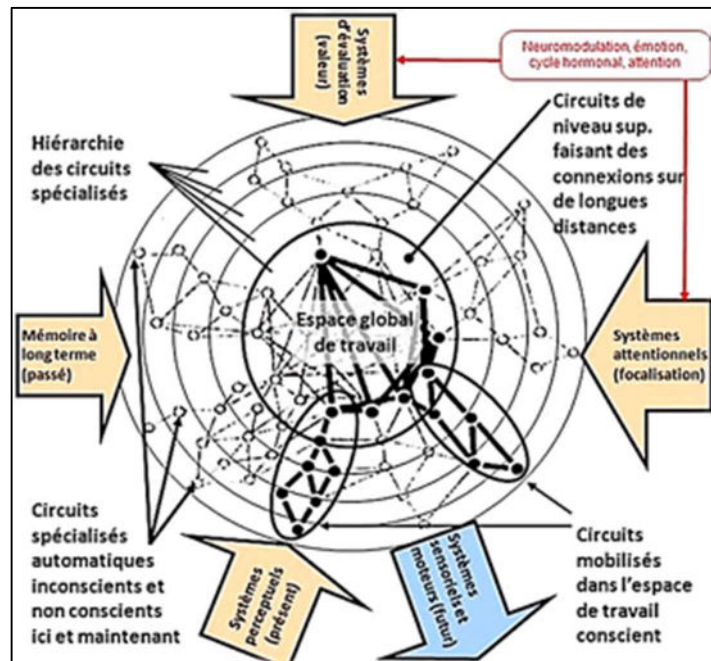 Systèmes
d'évaluation
(valeur)
Neuromodulation, émotion,
cycle hormonal, attention
Hiérarchie
des circuits
spécialisés
Circuits de
niveau sup.
faisant des
connexions sur
de longues
distances
Espace global
de travail
Mémoire à
long terme
(passé)
Systèmes
attentionnels
(focalisation)
Circuits
spécialisés
automatiques
inconscients et
non conscients
ici et maintenant
Systèmes
perceptuels
(présent)
Systèmes
sensoriels et
moteurs (futur)
Circuits
mobilisés
dans l'espace
de travail
conscient